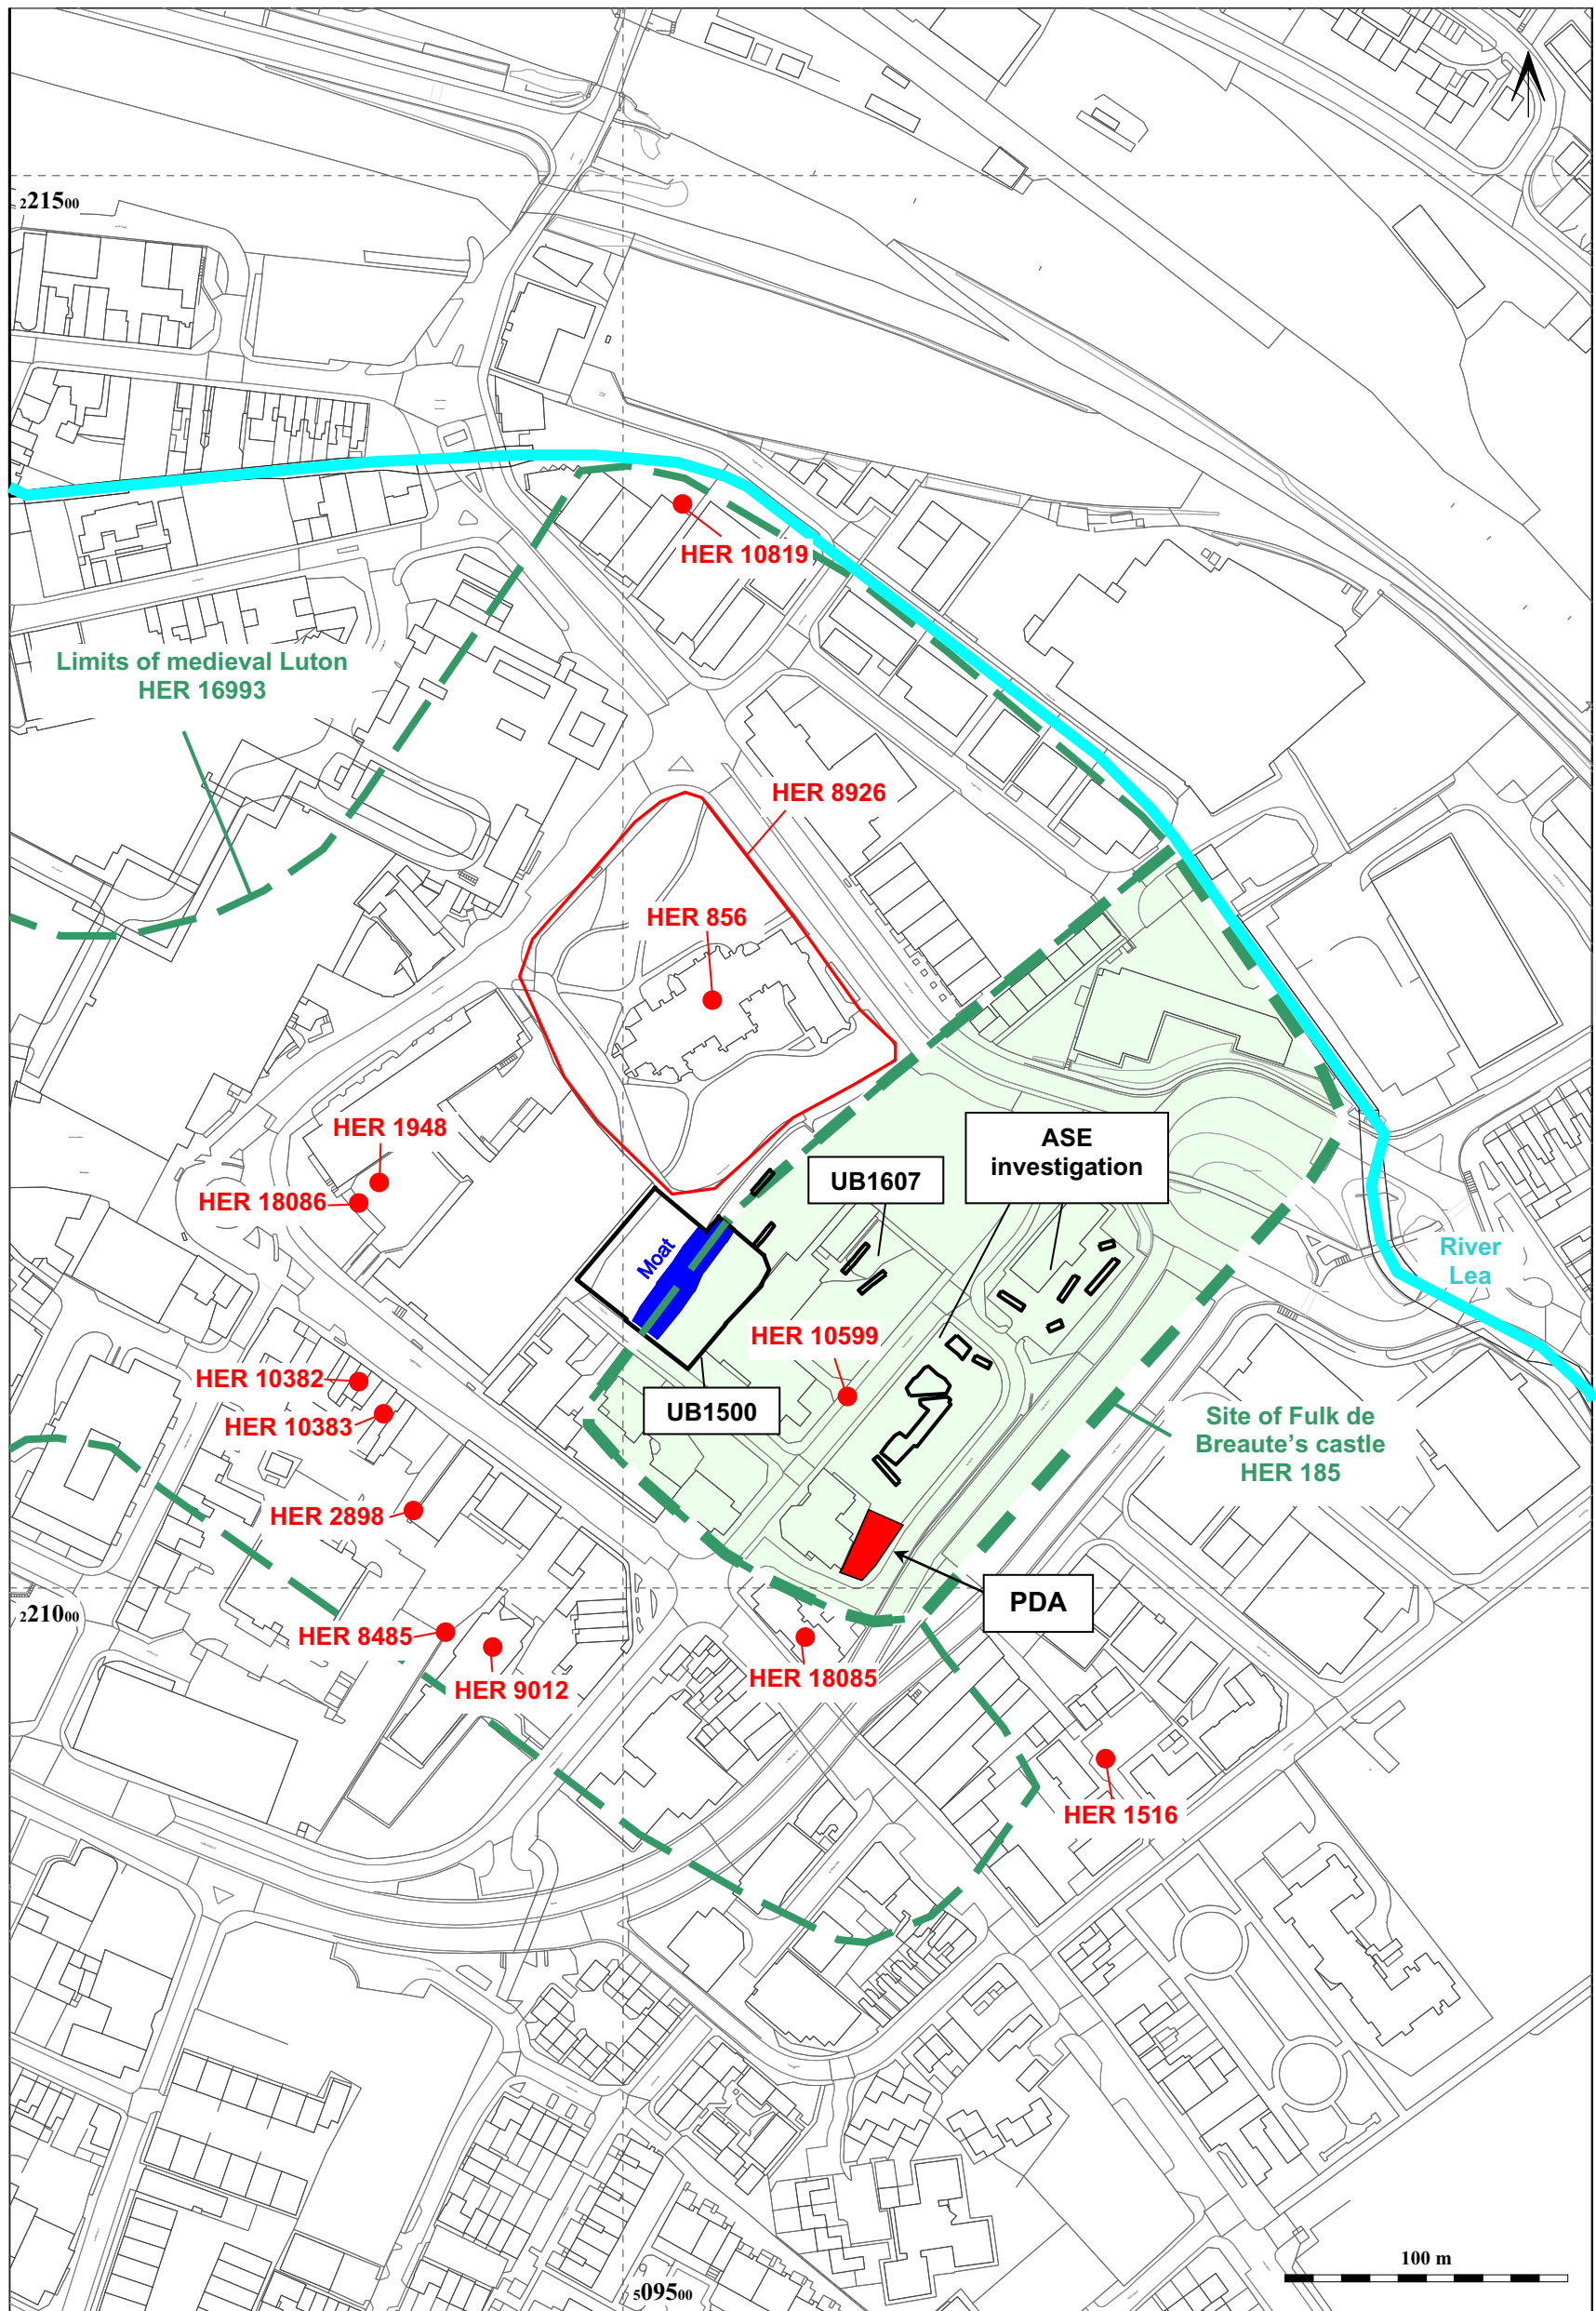 221500
HER 10819
Limits of medieval Luton
HER 16993
HER 8926
HER 856
HER 1948
HER 18086
ASE
investigation
UB1607
Moat
River
Lea
HER 10599
HER 10382
HER 10383
UB1500
Site of Fulk de
Breaute’s castle
HER 185
HER 2898
PDA
221000
HER 8485
HER 9012
HER 18085
HER 1516
100 m
509500